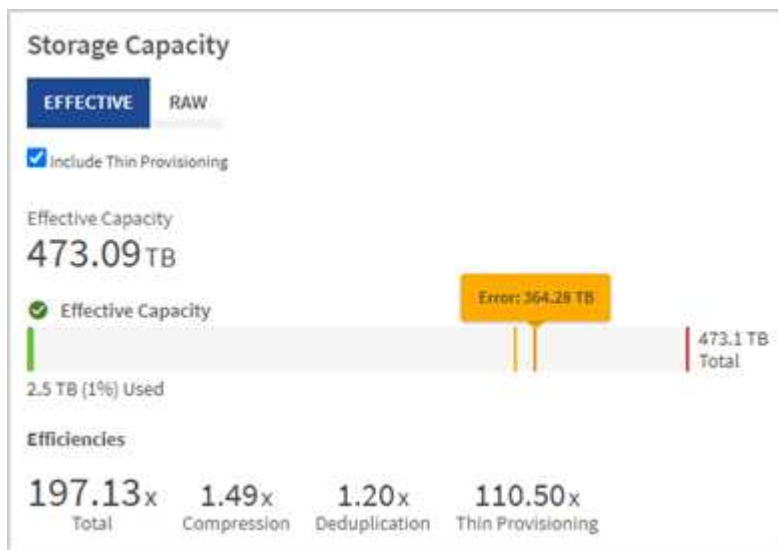 Storage Capacity
EFFECTIVE RAW
Include Thin Provisioning
Effective Capacity
473.09 TB
Error: 364.28 TB
Effective Capacity
473.1 TB
Total
2.5 TB (1%) Used
Efficiencies
197.13x 1.49x 1.20x 110.50x
Total Compression Deduplication Thin Provisioning